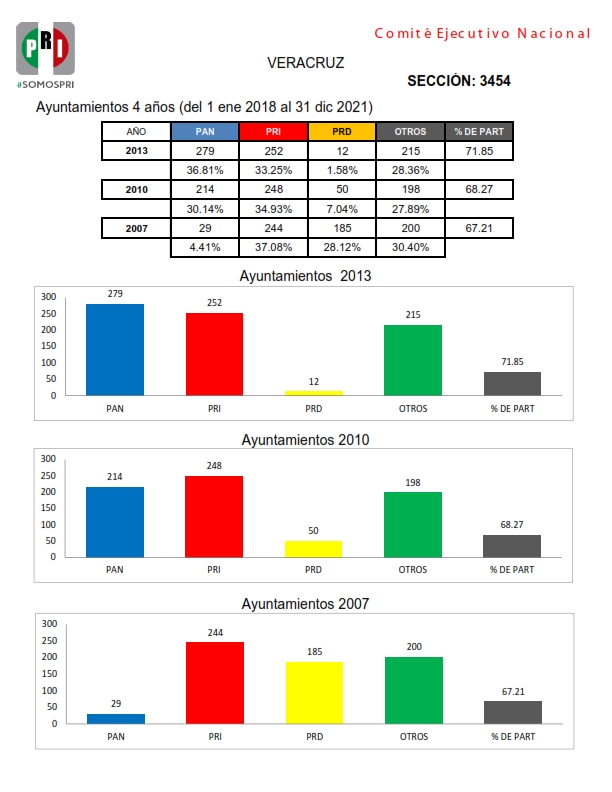 Comité Ejecutivo Nacional
PRI
#SOMOSPRI
VERACRUZ
SECCIÓN: 3454
Ayuntamientos 4 años (del 1 ene 2018 al 31 dic 2021)
AÑO PAN PRI PRD OTROS % DE PART
2013 279 252 12 215 71.85
36.81% 33.25% 1.58% 28.36%
2010 214 248 50 198 68.27
30.14% 34.93% 7.04% 27.89%
2007 29 244 185 200 67.21
4.41% 37.08% 28.12% 30.40%
Ayuntamientos 2013
300
250
200
150
100
50
0
279 252 12 215 71.85
PAN PRI PRD OTROS % DE PART
Ayuntamientos 2010
300
250
200
150
100
50
0
214 248 50 198 68.27
PAN PRI PRD OTROS % DE PART
Ayuntamientos 2007
300
250
200
150
100
50
0
29 244 185 200 67.21
PAN PRI PRD OTROS % DE PART